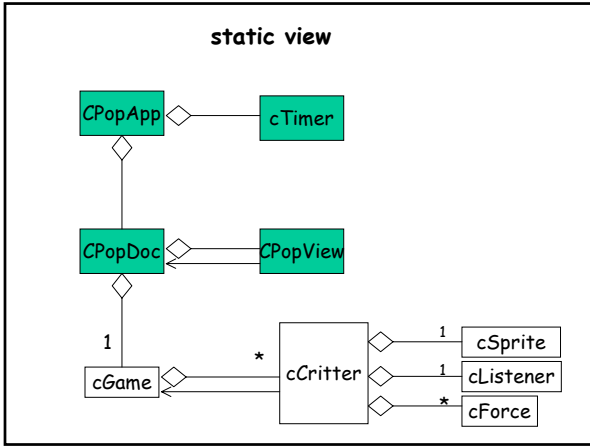 static view
CPopApp
cTimer
CPopDoc
CPopView
1
*
cGame
cCritter
1
cSprite
1
cListener
*
cForce